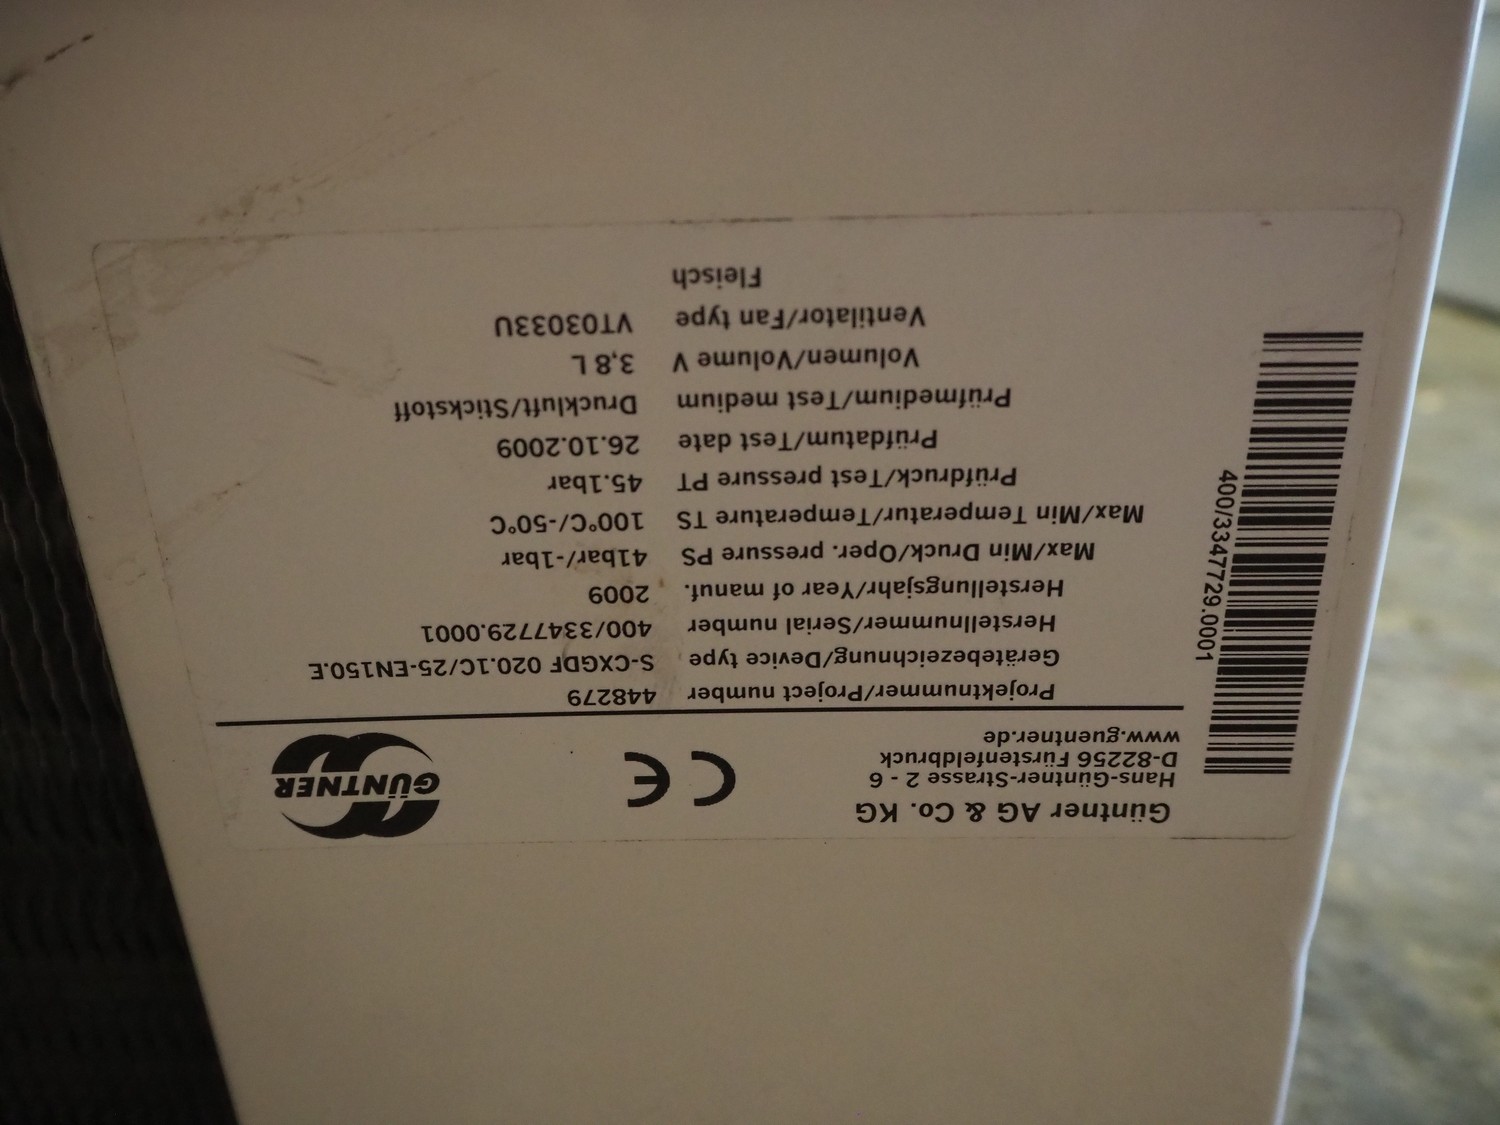 Güntner AG & Co. KG
Hans-Güntner-Strasse 2 - 6
D-82256 Fürstenfeldbruck
www.guentner.de
CE
GÜNTNER
Projektnummer/Project number 448279
Gerätebezeichnung/Device type S-CXGDF 020.1C/25-EN150.E
Herstellnummer/Serial number 400/3347729.0001
Herstellungsjahr/Year of manuf. 2009
Max/Min Druck/Oper. pressure PS 41bar/-1bar
Max/Min Temperatur/Temperature TS 100°C/-50°C
Prüfdruck/Test pressure PT 45.1bar
Prüfdatum/Test date 26.10.2009
Prüfmedium/Test medium Druckluft/Stickstoff
Volumen/Volume V 3,8 L
Ventilator/Fan type VT03033U
Fleisch
400/3347729.0001